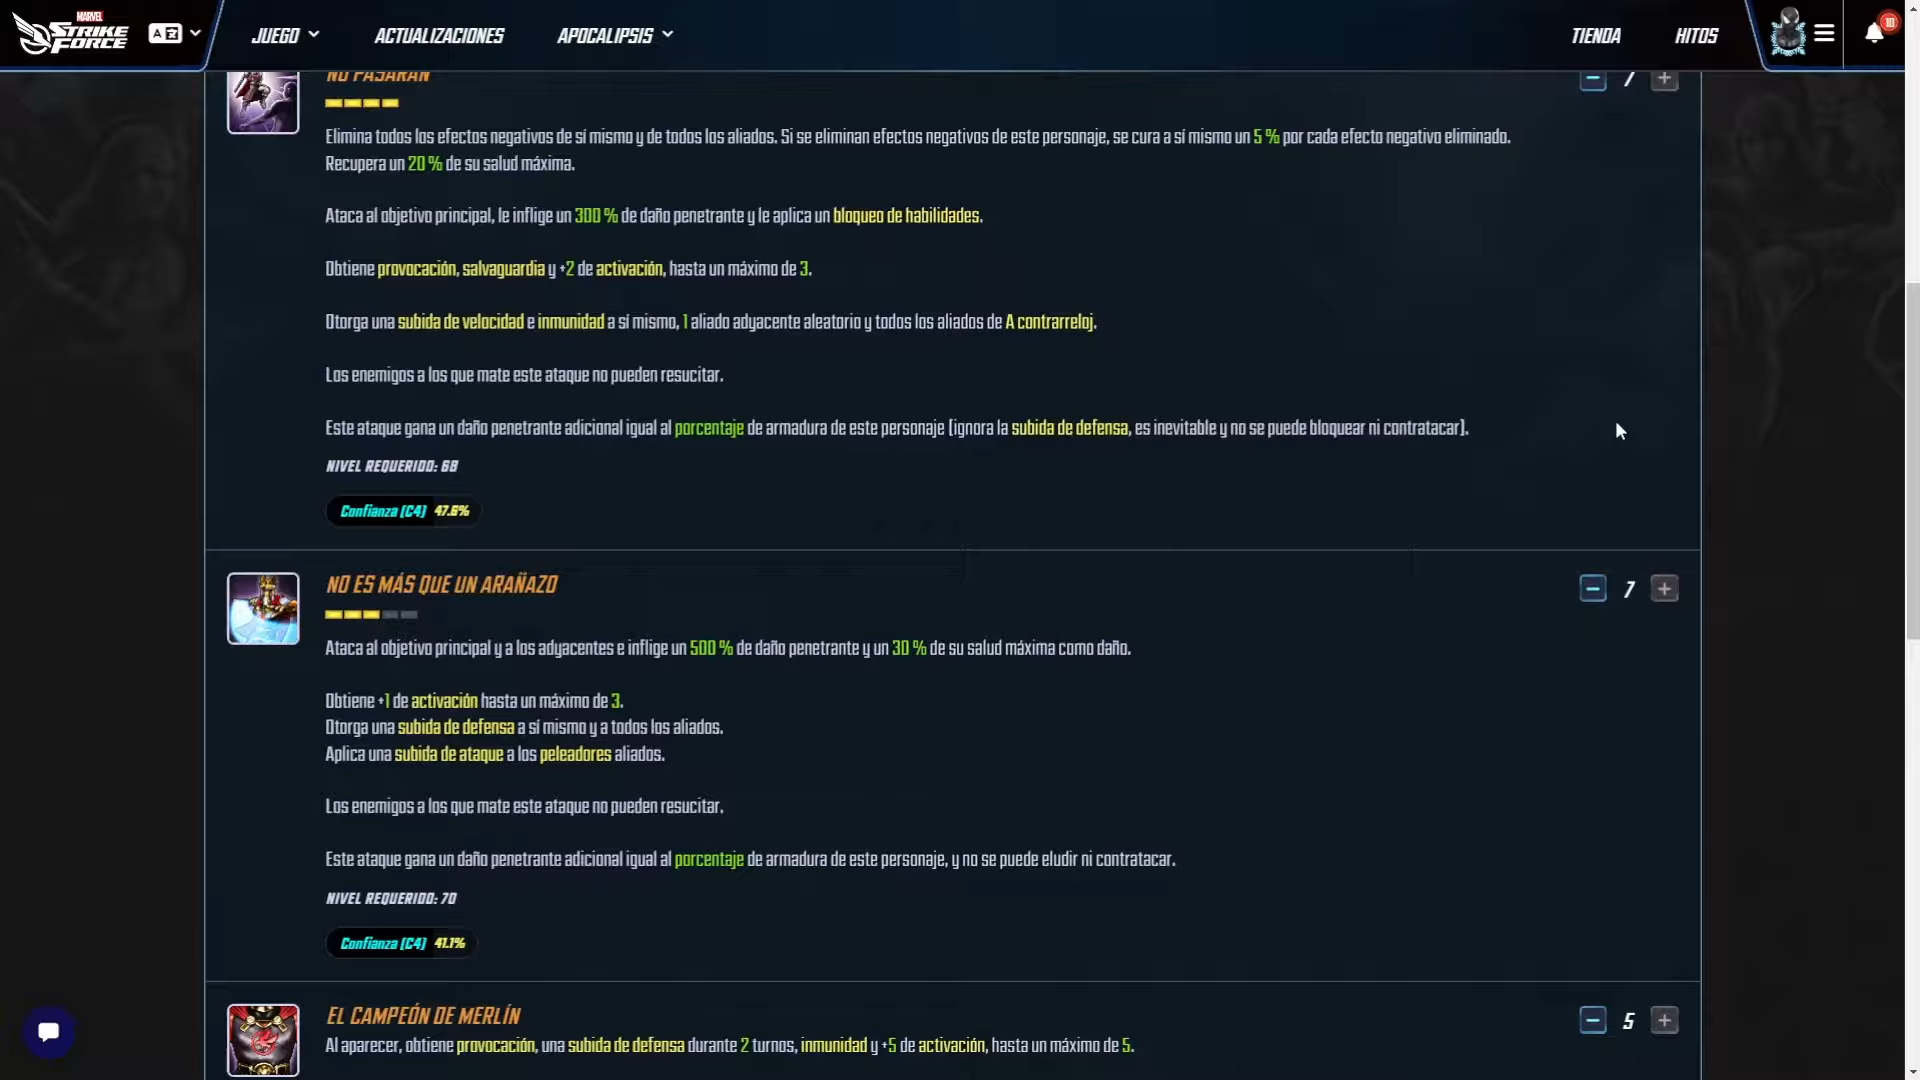 MARVEL
STRIKE
FORCE
JUEGO
ACTUALIZACIONES
APOCALIPSIS
TIENDA
HITOS
10
NO PASARÁN
7
Elimina todos los efectos negativos de sí mismo y de todos los aliados. Si se eliminan efectos negativos de este personaje, se cura a sí mismo un 5 % por cada efecto negativo eliminado.
Recupera un 20 % de su salud máxima.
Ataca al objetivo principal, le inflige un 300 % de daño penetrante y le aplica un bloqueo de habilidades.
Obtiene provocación, salvaguardia y +2 de activación, hasta un máximo de 3.
Otorga una subida de velocidad e inmunidad a sí mismo, 1 aliado adyacente aleatorio y todos los aliados de A contrarreloj.
Los enemigos a los que mate este ataque no pueden resucitar.
Este ataque gana un daño penetrante adicional igual al porcentaje de armadura de este personaje [ignora la subida de defensa, es inevitable y no se puede bloquear ni contratacar].
NIVEL REQUERIDO: 68
Confianza (C4) 47.6%
NO ES MÁS QUE UN ARAÑAZO
7
Ataca al objetivo principal y a los adyacentes e inflige un 500 % de daño penetrante y un 30 % de su salud máxima como daño.
Obtiene +1 de activación hasta un máximo de 3.
Otorga una subida de defensa a sí mismo y a todos los aliados.
Aplica una subida de ataque a los peleadores aliados.
Los enemigos a los que mate este ataque no pueden resucitar.
Este ataque gana un daño penetrante adicional igual al porcentaje de armadura de este personaje, y no se puede eludir ni contratacar.
NIVEL REQUERIDO: 70
Confianza (C4) 41.1%
EL CAMPEÓN DE MERLÍN
5
Al aparecer, obtiene provocación, una subida de defensa durante 2 turnos, inmunidad y +5 de activación, hasta un máximo de 5.